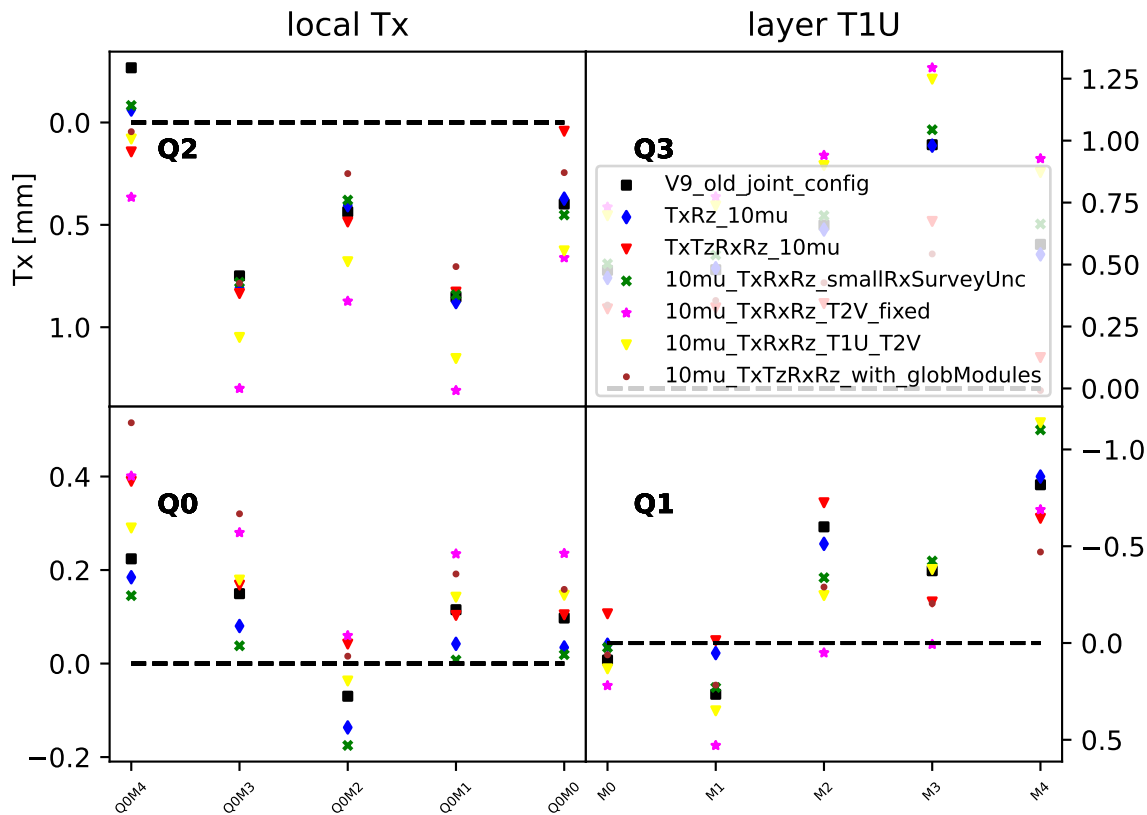 local Tx
layer T1U
Tx [mm]
0.0
0.5
1.0
Q2
Q3
1.25
1.00
0.75
0.50
0.25
0.00
V9_old_joint_config
TxRz_10mu
TxTzRxRz_10mu
10mu_TxRxRz_smallRxSurveyUnc
10mu_TxRxRz_T2V_fixed
10mu_TxRxRz_T1U_T2V
10mu_TxTzRxRz_with_globModules
0.4
0.2
0.0
−0.2
Q0
Q1
-1.0
-0.5
0.0
0.5
Q0M4
Q0M3
Q0M2
Q0M1
Q0M0
M0
M1
M2
M3
M4